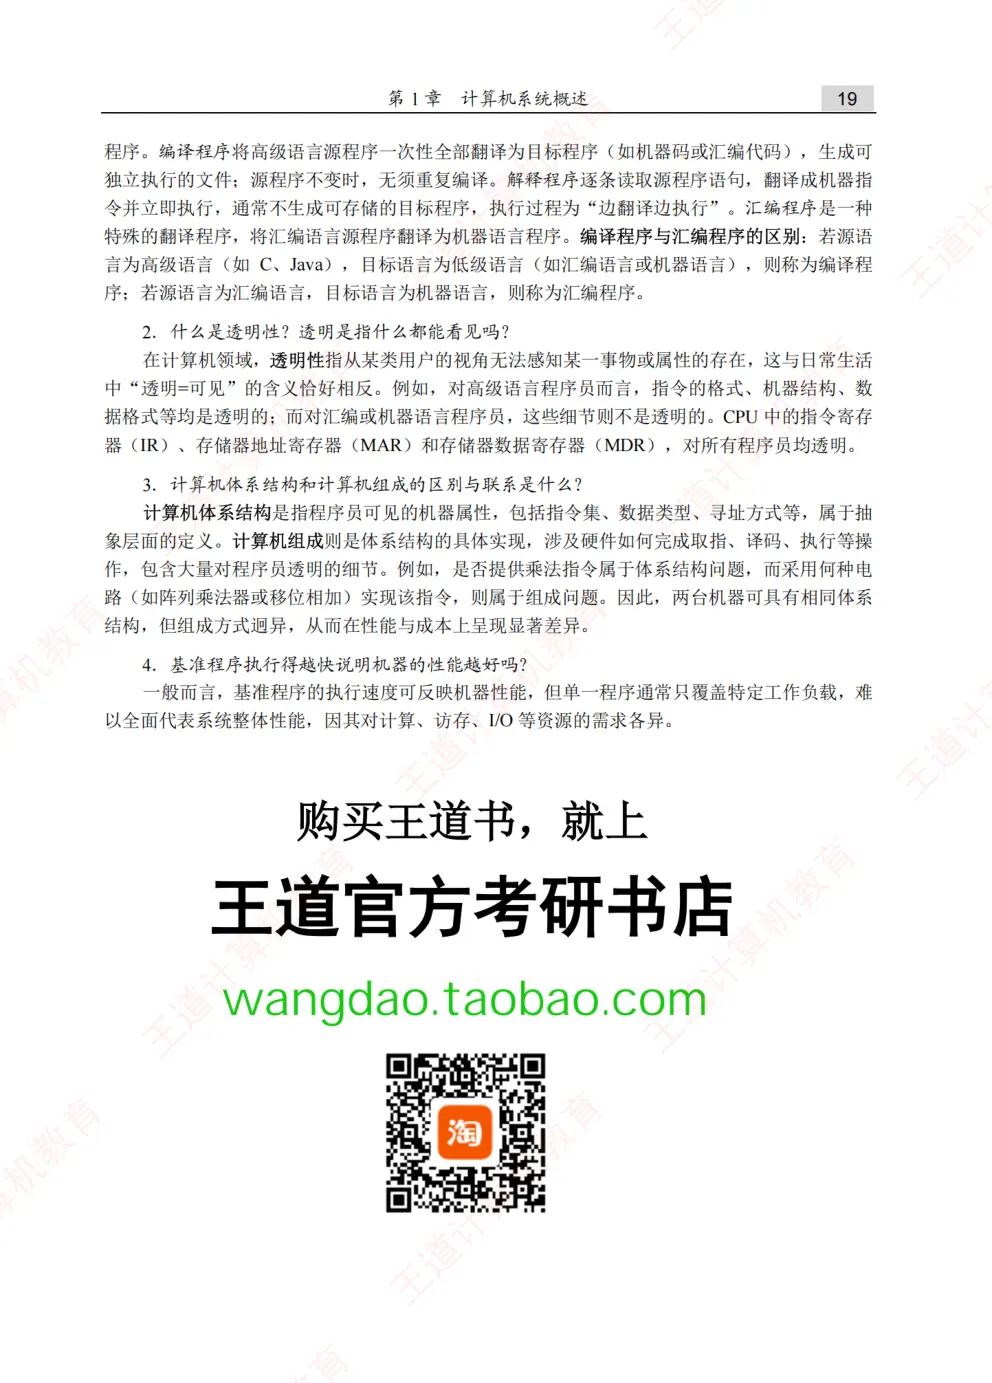 第 1 章 计算机系统概述 19
程序。编译程序将高级语言源程序一次性全部翻译为目标程序（如机器码或汇编代码），生成可
独立执行的文件；源程序不变时，无须重复编译。解释程序逐条读取源程序语句，翻译成机器指
令并立即执行，通常不生成可存储的目标程序，执行过程为“边翻译边执行”。汇编程序是一种
特殊的翻译程序，将汇编语言源程序翻译为机器语言程序。编译程序与汇编程序的区别：若源语
言为高级语言（如 C、Java），目标语言为低级语言（如汇编语言或机器语言），则称为编译程
序；若源语言为汇编语言，目标语言为机器语言，则称为汇编程序。
2．什么是透明性？透明是指什么都能看见吗？
在计算机领域，透明性指从某类用户的视角无法感知某一事物或属性的存在，这与日常生活
中“透明=可见”的含义恰好相反。例如，对高级语言程序员而言，指令的格式、机器结构、数
据格式等均是透明的；而对汇编或机器语言程序员，这些细节则不是透明的。CPU 中的指令寄存
器（IR）、存储器地址寄存器（MAR）和存储器数据寄存器（MDR），对所有程序员均透明。
3．计算机体系结构和计算机组成的区别与联系是什么？
计算机体系结构是指程序员可见的机器属性，包括指令集、数据类型、寻址方式等，属于抽
象层面的定义。计算机组成则是体系结构的具体实现，涉及硬件如何完成取指、译码、执行等操
作，包含大量对程序员透明的细节。例如，是否提供乘法指令属于体系结构问题，而采用何种电
路（如阵列乘法器或移位相加）实现该指令，则属于组成问题。因此，两台机器可具有相同体系
结构，但组成方式迥异，从而在性能与成本上呈现显著差异。
4．基准程序执行得越快说明机器的性能越好吗？
一般而言，基准程序的执行速度可反映机器性能，但单一程序通常只覆盖特定工作负载，难
以全面代表系统整体性能，因其对计算、访存、I/O 等资源的需求各异。
购买王道书，就上
王道官方考研书店
wangdao.taobao.com
淘
王道计算机教育